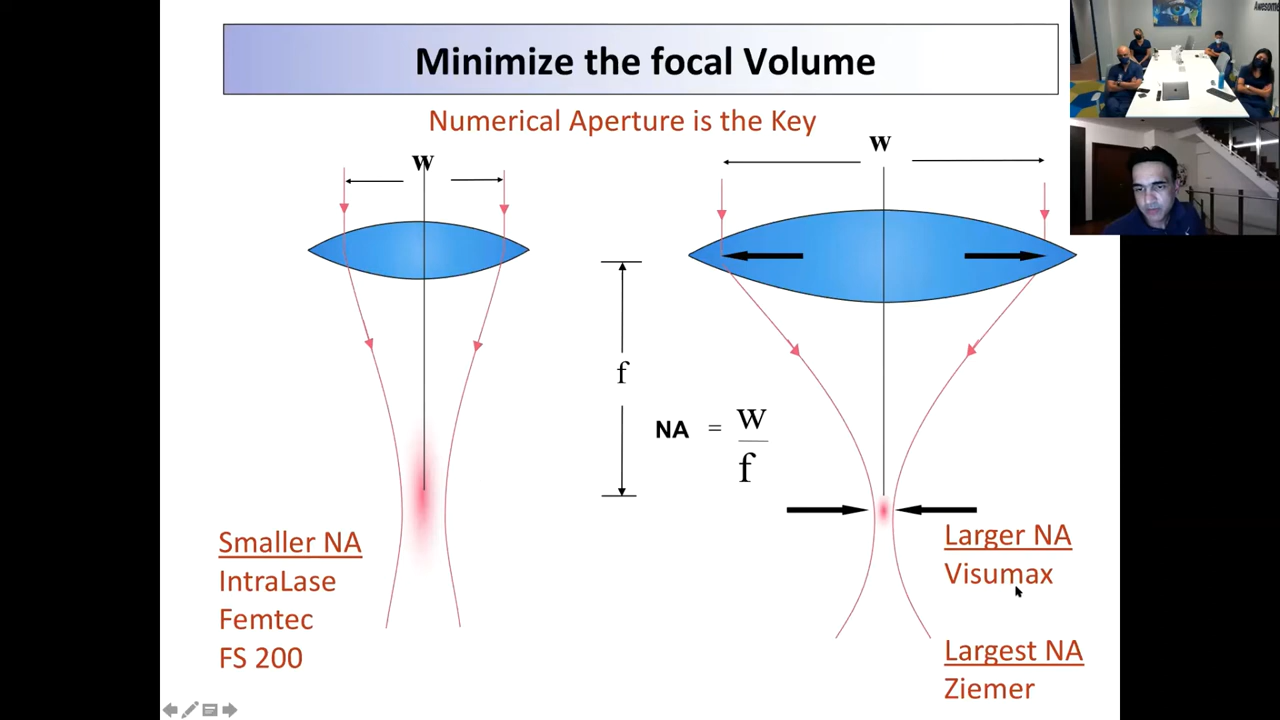 Minimize the focal Volume
Awesome
Numerical Aperture is the Key
w
w
f
NA = w
f
Smaller NA
IntraLase
Femtec
FS 200
Larger NA
Visumax
Largest NA
Ziemer